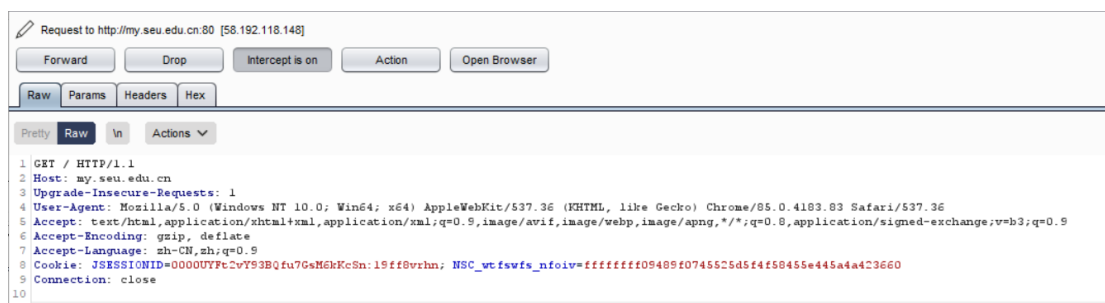 Request to http://my.seu.edu.cn:80 [58.192.118.148]
Forward Drop Intercept is on Action Open Browser
Raw Params Headers Hex
Pretty Raw \n Actions
1 GET / HTTP/1.1
2 Host: my.seu.edu.cn
3 Upgrade-Insecure-Requests: 1
4 User-Agent: Mozilla/5.0 (Windows NT 10.0; Win64; x64) AppleWebKit/537.36 (KHTML, like Gecko) Chrome/85.0.4183.83 Safari/537.36
5 Accept: text/html,application/xhtml+xml,application/xml;q=0.9,image/avif,image/webp,image/apng,*/*;q=0.8,application/signed-exchange;v=b3;q=0.9
6 Accept-Encoding: gzip, deflate
7 Accept-Language: zh-CN,zh;q=0.9
8 Cookie: JSESSIONID=0000UYFt2vY93BQfu7GsM6kKcSn:19ff8vrhn; NSC_wtfswfs_nfoiv=ffffffff09489f0745525d5f4f58455e445a4a423660
9 Connection: close
10